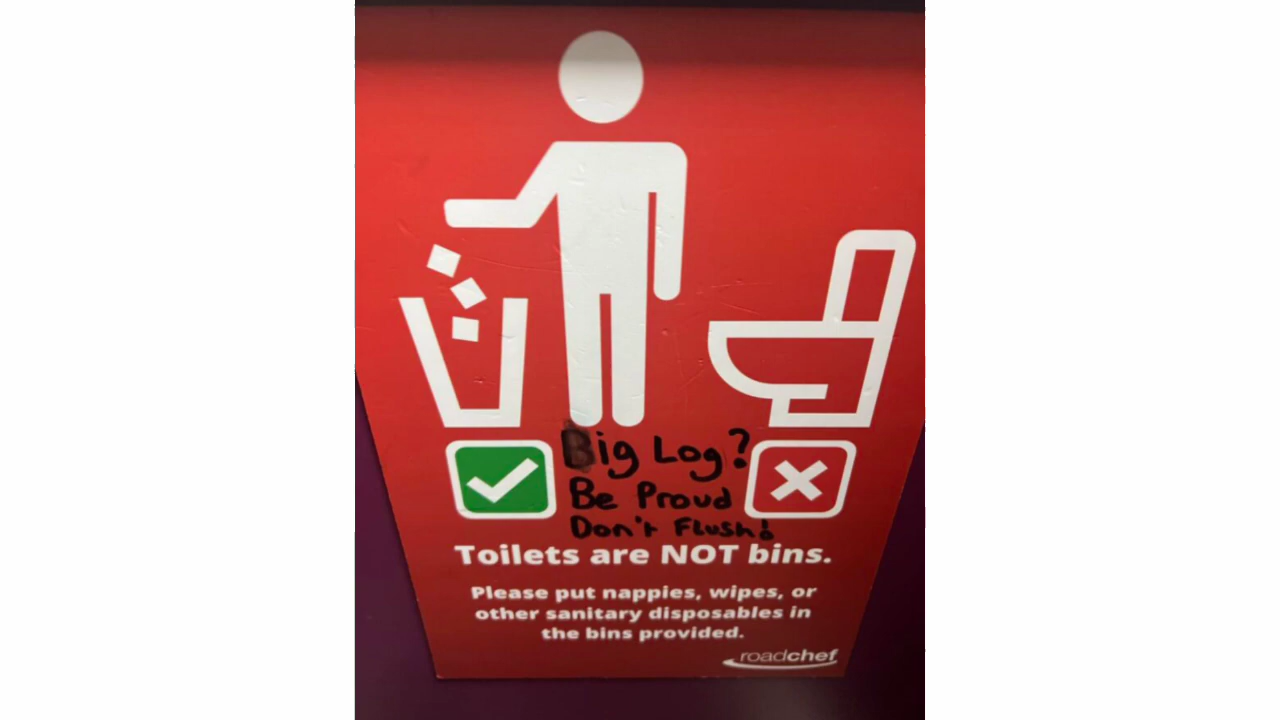 Big Log?
Be Proud
Don't Flush!
Toilets are NOT bins.
Please put nappies, wipes, or
other sanitary disposables in
the bins provided.
roadchef